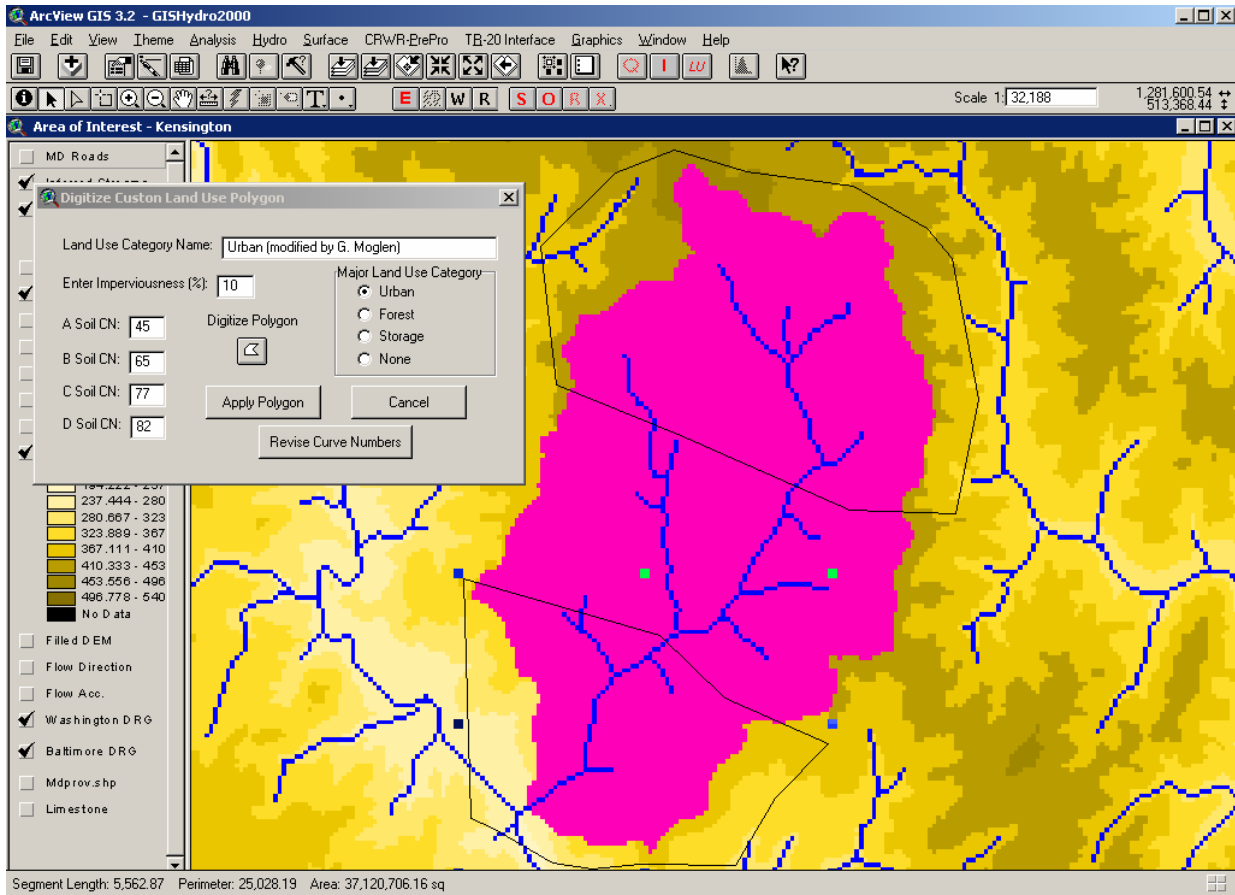 ArcView GIS 3.2 - GISHydro2000
File Edit View Theme Analysis Hydro Surface CRWR-PrePro TR-20 Interface Graphics Window Help
Q I LU
T E W R S O R X
Scale 1: 32,188
1,281,600.54
513,368.44
Area of Interest - Kensington
MD Roads
Digitize Custon Land Use Polygon
Land Use Category Name: Urban (modified by G. Moglen)
Enter Imperviousness (%): 10
Major Land Use Category
Urban
Forest
Storage
None
A Soil CN: 45
Digitize Polygon
B Soil CN: 65
C Soil CN: 77
D Soil CN: 82
Apply Polygon
Cancel
Revise Curve Numbers
237.444 - 280
280.667 - 323
323.889 - 367
367.111 - 410
410.333 - 453
453.556 - 496
496.778 - 540
No Data
Filled DEM
Flow Direction
Flow Acc.
Washington DRG
Baltimore DRG
Mdprov.shp
Limestone
Segment Length: 5,562.87 Perimeter: 25,028.19 Area: 37,120,706.16 sq